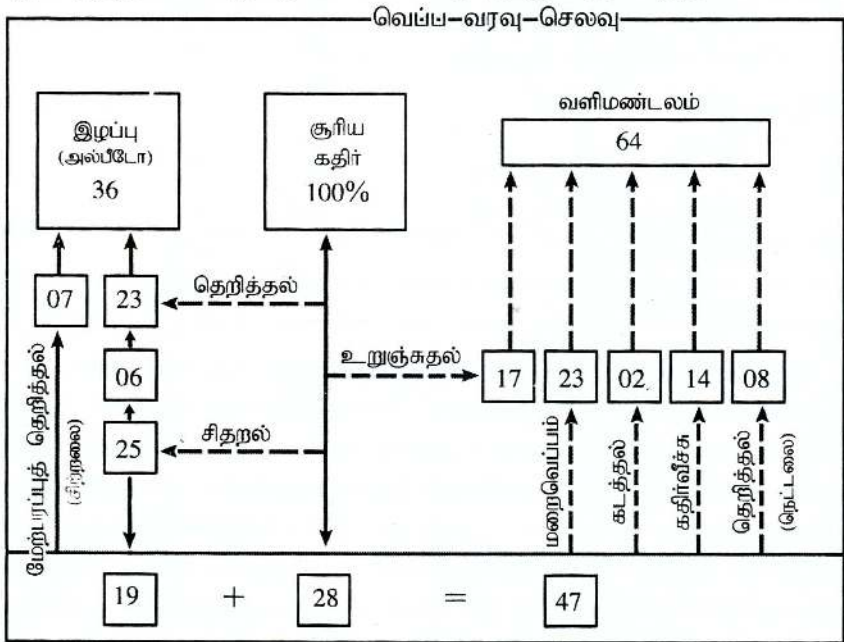 வெப்ப-வரவு-செலவு
இழப்பு
(அல்பீடோ)
36
சூரிய
கதிர்
100%
வளிமண்டலம்
64
07
23
தெறித்தல்
06
உறுஞ்சுதல்
17
23
02
14
08
25
சிதறல்
மேற்பரப்புத் தெறித்தல்
(சிற்றலை)
மறைவெப்பம்
கடத்தல்
கதிர்வீச்சு
தெறித்தல்
(நெட்டலை)
19 + 28 = 47